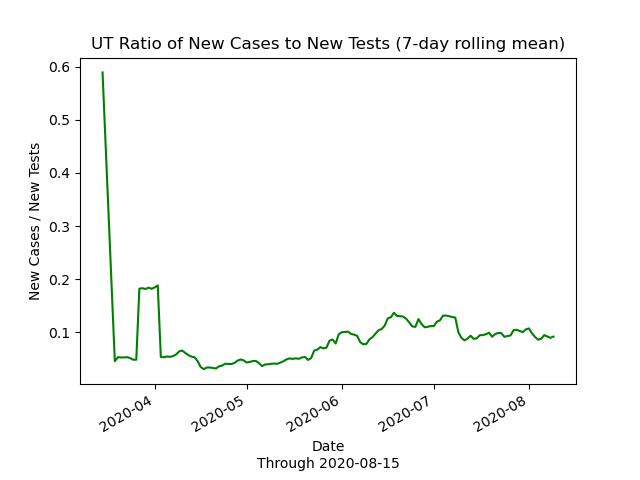 UT Ratio of New Cases to New Tests (7-day rolling mean)
0.6
0.5
0.4
0.3
0.2
0.1
New Cases / New Tests
2020-04
2020-05
2020-06
2020-07
2020-08
Date
Through 2020-08-15